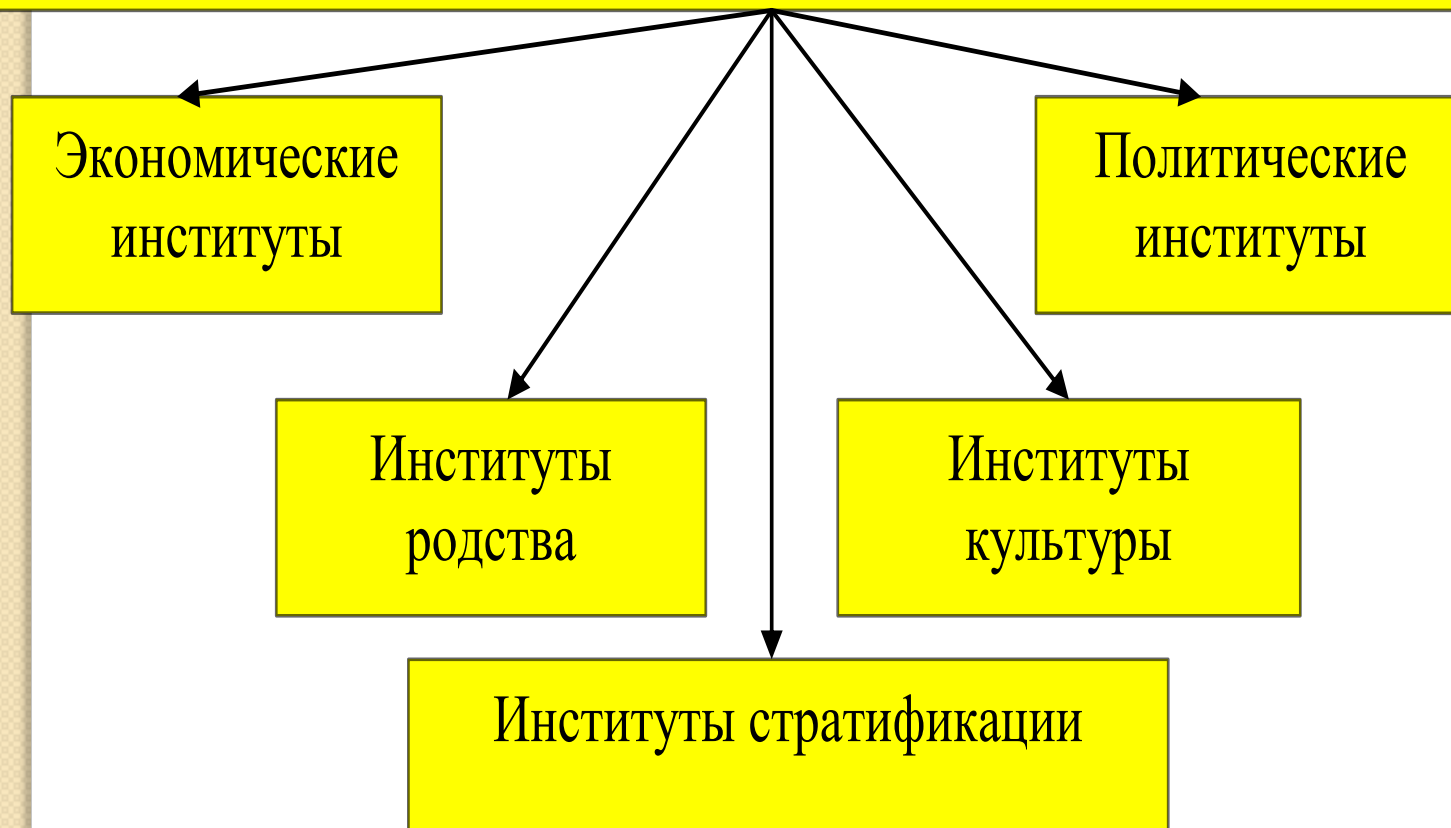 Экономические
институты
Политические
институты
Институты
родства
Институты
культуры
Институты стратификации